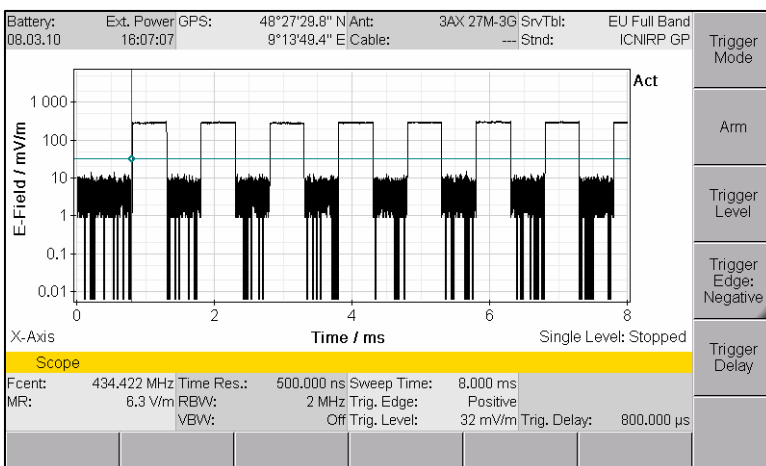 Battery: Ext. Power GPS: 48°27'29.8" N Ant: 3AX 27M-3G SrvTbl: EU Full Band
08.03.10 16:07:07 9°13'49.4" E Cable: --- Stnd: ICNIRP GP
Trigger
Mode
Arm
Trigger
Level
Trigger
Edge:
Negative
Trigger
Delay
Act
E-Field / mV/m
1 000
100
10
1
0.1
0.01
0 2 4 6 8
X-Axis Time / ms Single Level: Stopped
Scope
Fcent: 434.422 MHz Time Res.: 500.000 ns Sweep Time: 8.000 ms
MR: 6.3 V/m RBW: 2 MHz Trig. Edge: Positive
VBW: Off Trig. Level: 32 mV/m Trig. Delay: 800.000 µs